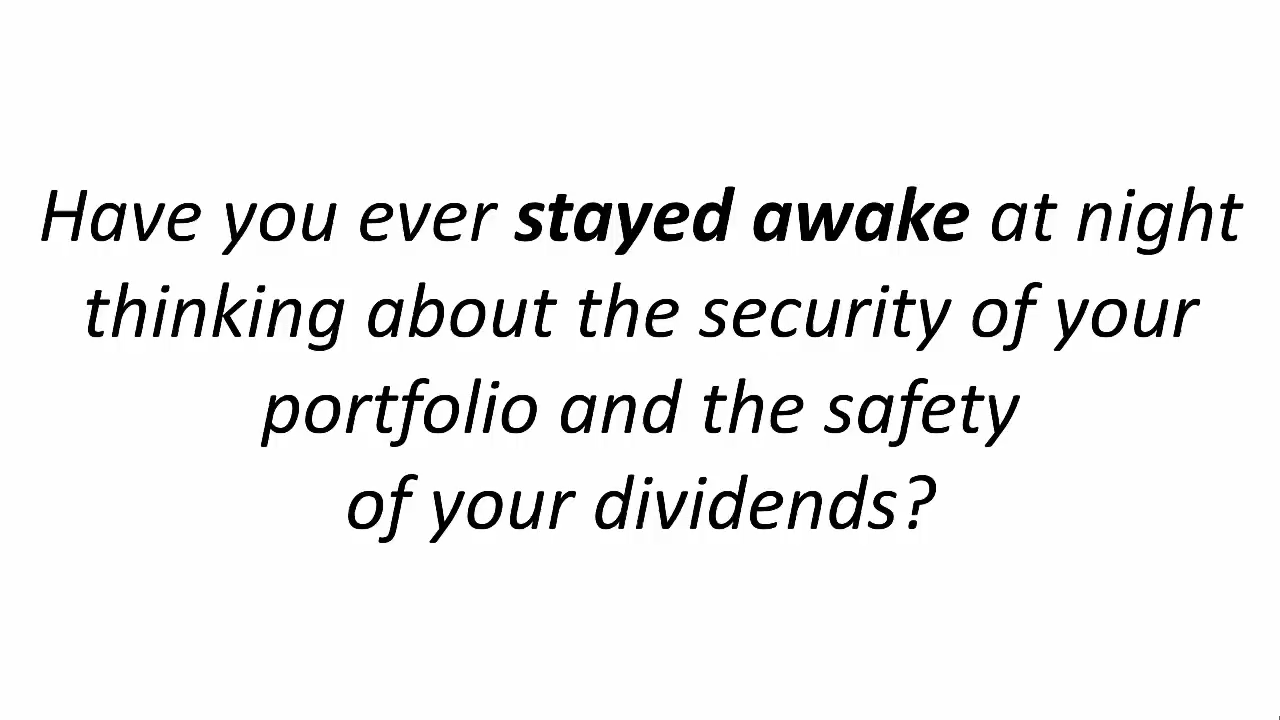 Have you ever stayed awake at night
thinking about the security of your
portfolio and the safety
of your dividends?